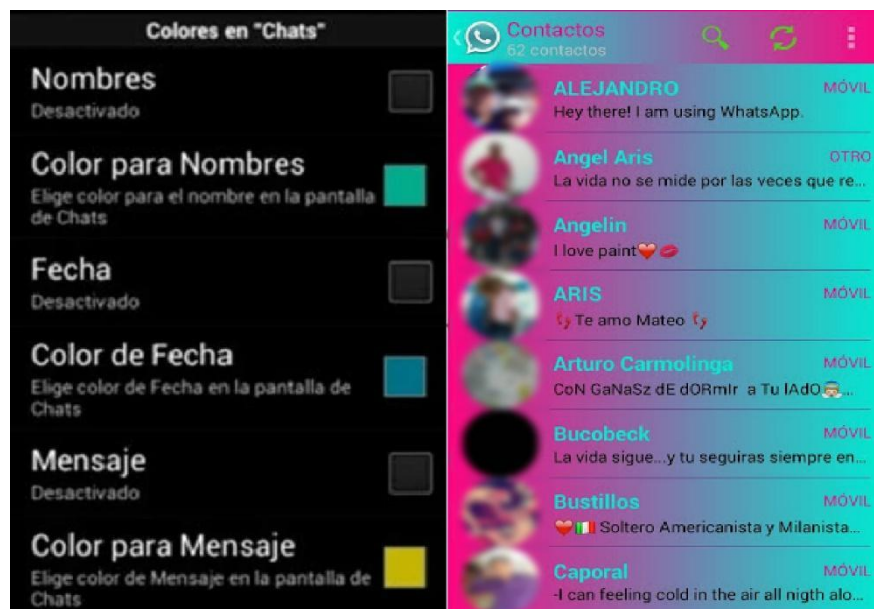 Colores en "Chats"
Nombres
Desactivado
Color para Nombres
Elige color para el nombre en la pantalla
de Chats
Fecha
Desactivado
Color de Fecha
Elige color de Fecha en la pantalla de
Chats
Mensaje
Desactivado
Color para Mensaje
Elige color de Mensaje en la pantalla de
Chats
Contactos
52 contactos
ALEJANDRO MÓVIL
Hey there! I am using WhatsApp.
Angel Aris OTRO
La vida no se mide por las veces que re...
Angelin MÓVIL
I love paint❤️💋
ARIS MÓVIL
👣 Te amo Mateo 👣
Arturo Carmolinga MÓVIL
CoN GaNaSz dE dORmIr a Tu lAdO...
Bucobeck MÓVIL
La vida sigue...y tu seguiras siempre en...
Bustillos MÓVIL
❤️🇮🇹 Soltero Americanista y Milanista...
Caporal MÓVIL
-I can feeling cold in the air all nigth alo...